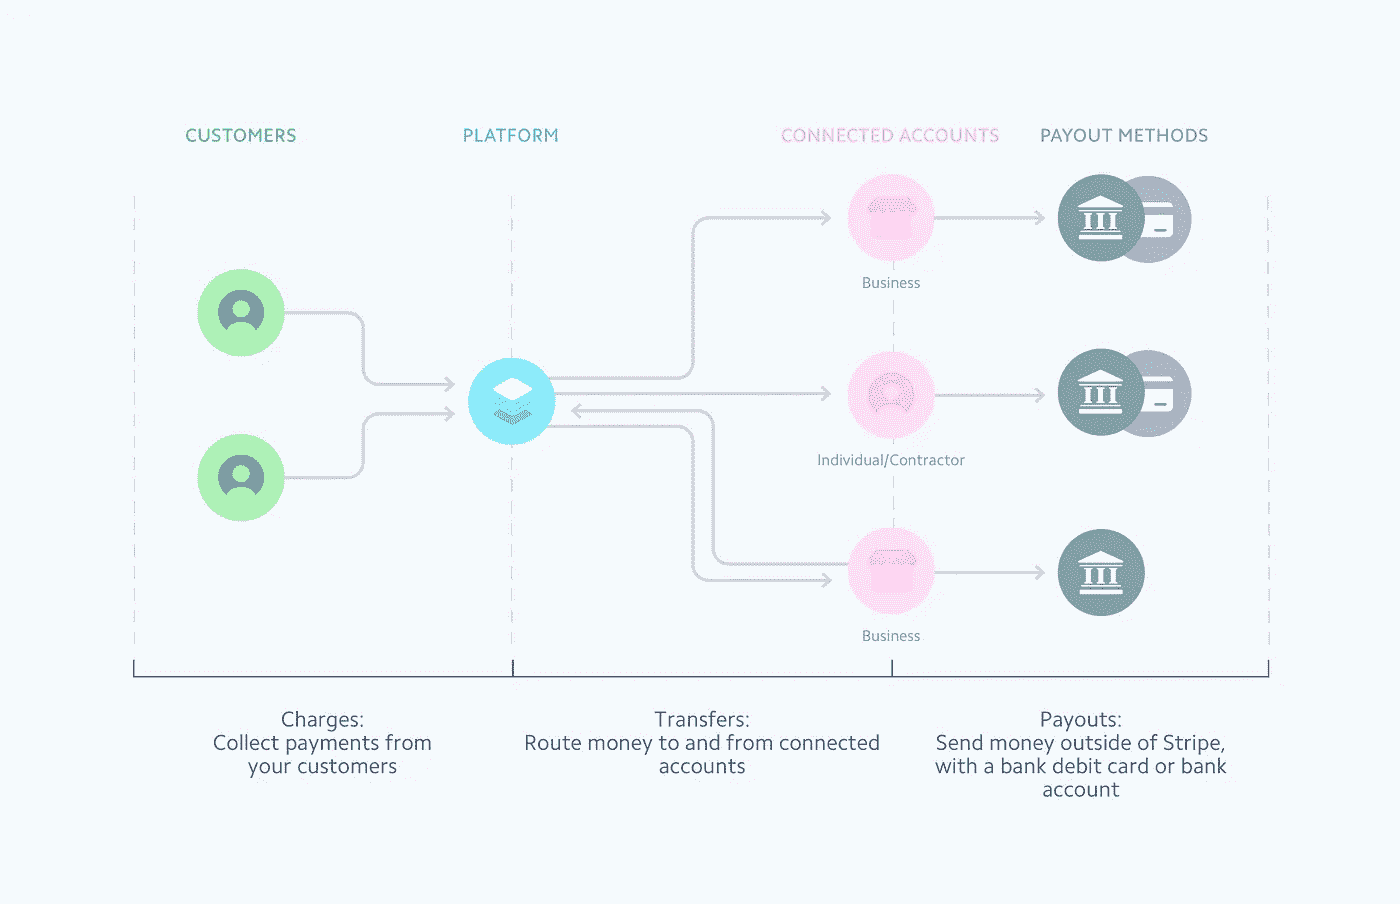 CUSTOMERS
PLATFORM
CONNECTED ACCOUNTS
PAYOUT METHODS
Business
Individual/Contractor
Business
Charges:
Collect payments from
your customers
Transfers:
Route money to and from connected
accounts
Payouts:
Send money outside of Stripe,
with a bank debit card or bank
account